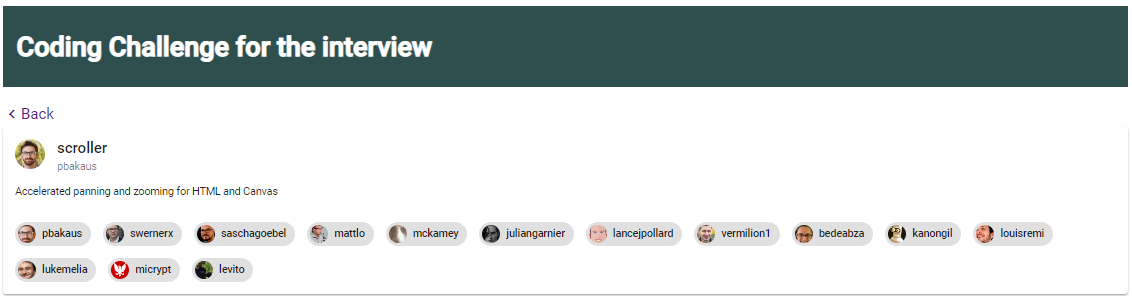 Coding Challenge for the interview
Back
scroller
pbakaus
Accelerated panning and zooming for HTML and Canvas
pbakaus swernerx saschagoebel mattlo mckamey juliangarnier lancejpollard vermilion1 bedeabza kanongil louisremi
lukemelia micrypt levito